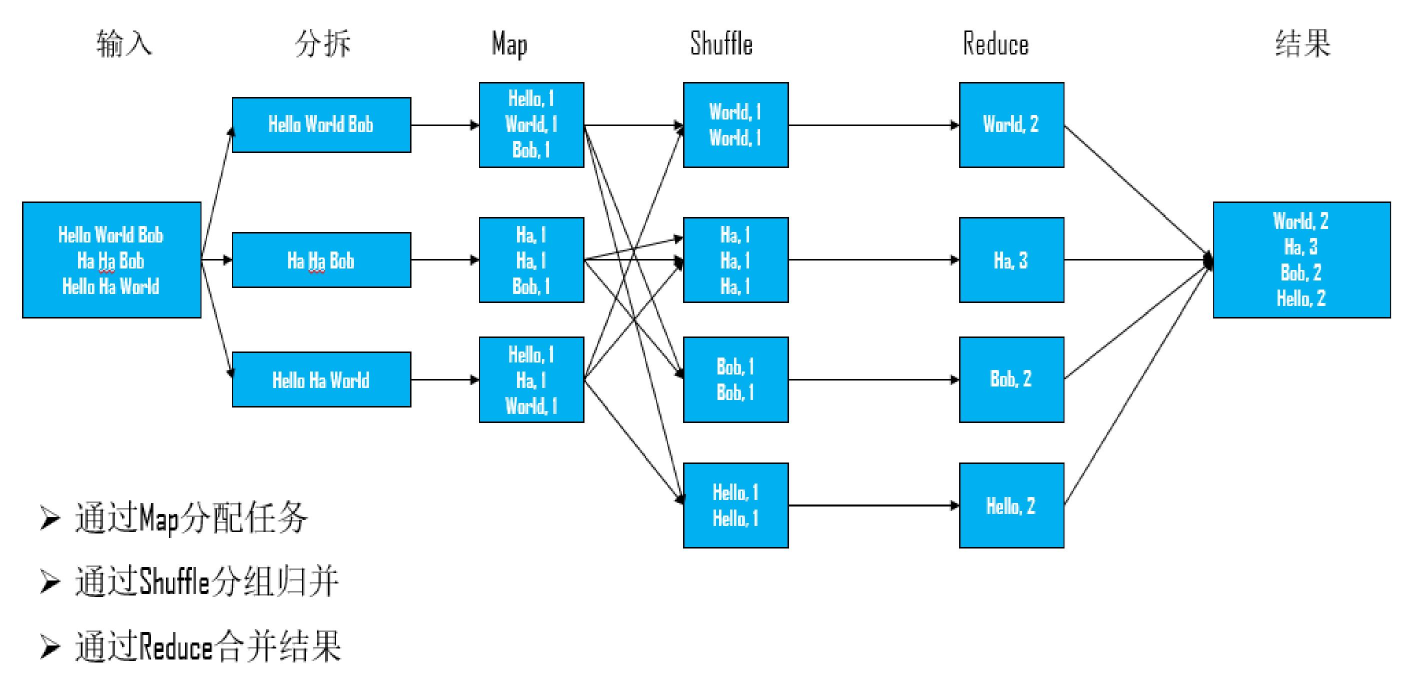 输入
分拆
Map
Shuffle
Reduce
结果
Hello World Bob
Ha Ha Bob
Hello Ha World
Hello World Bob
Ha Ha Bob
Hello Ha World
Hello, 1
World, 1
Bob, 1
Ha, 1
Ha, 1
Bob, 1
Hello, 1
Ha, 1
World, 1
World, 1
World, 1
Ha, 1
Ha, 1
Ha, 1
Bob, 1
Bob, 1
Hello, 1
Hello, 1
World, 2
Ha, 3
Bob, 2
Hello, 2
World, 2
Ha, 3
Bob, 2
Hello, 2
➢ 通过Map分配任务
➢ 通过Shuffle分组归并
➢ 通过Reduce合并结果